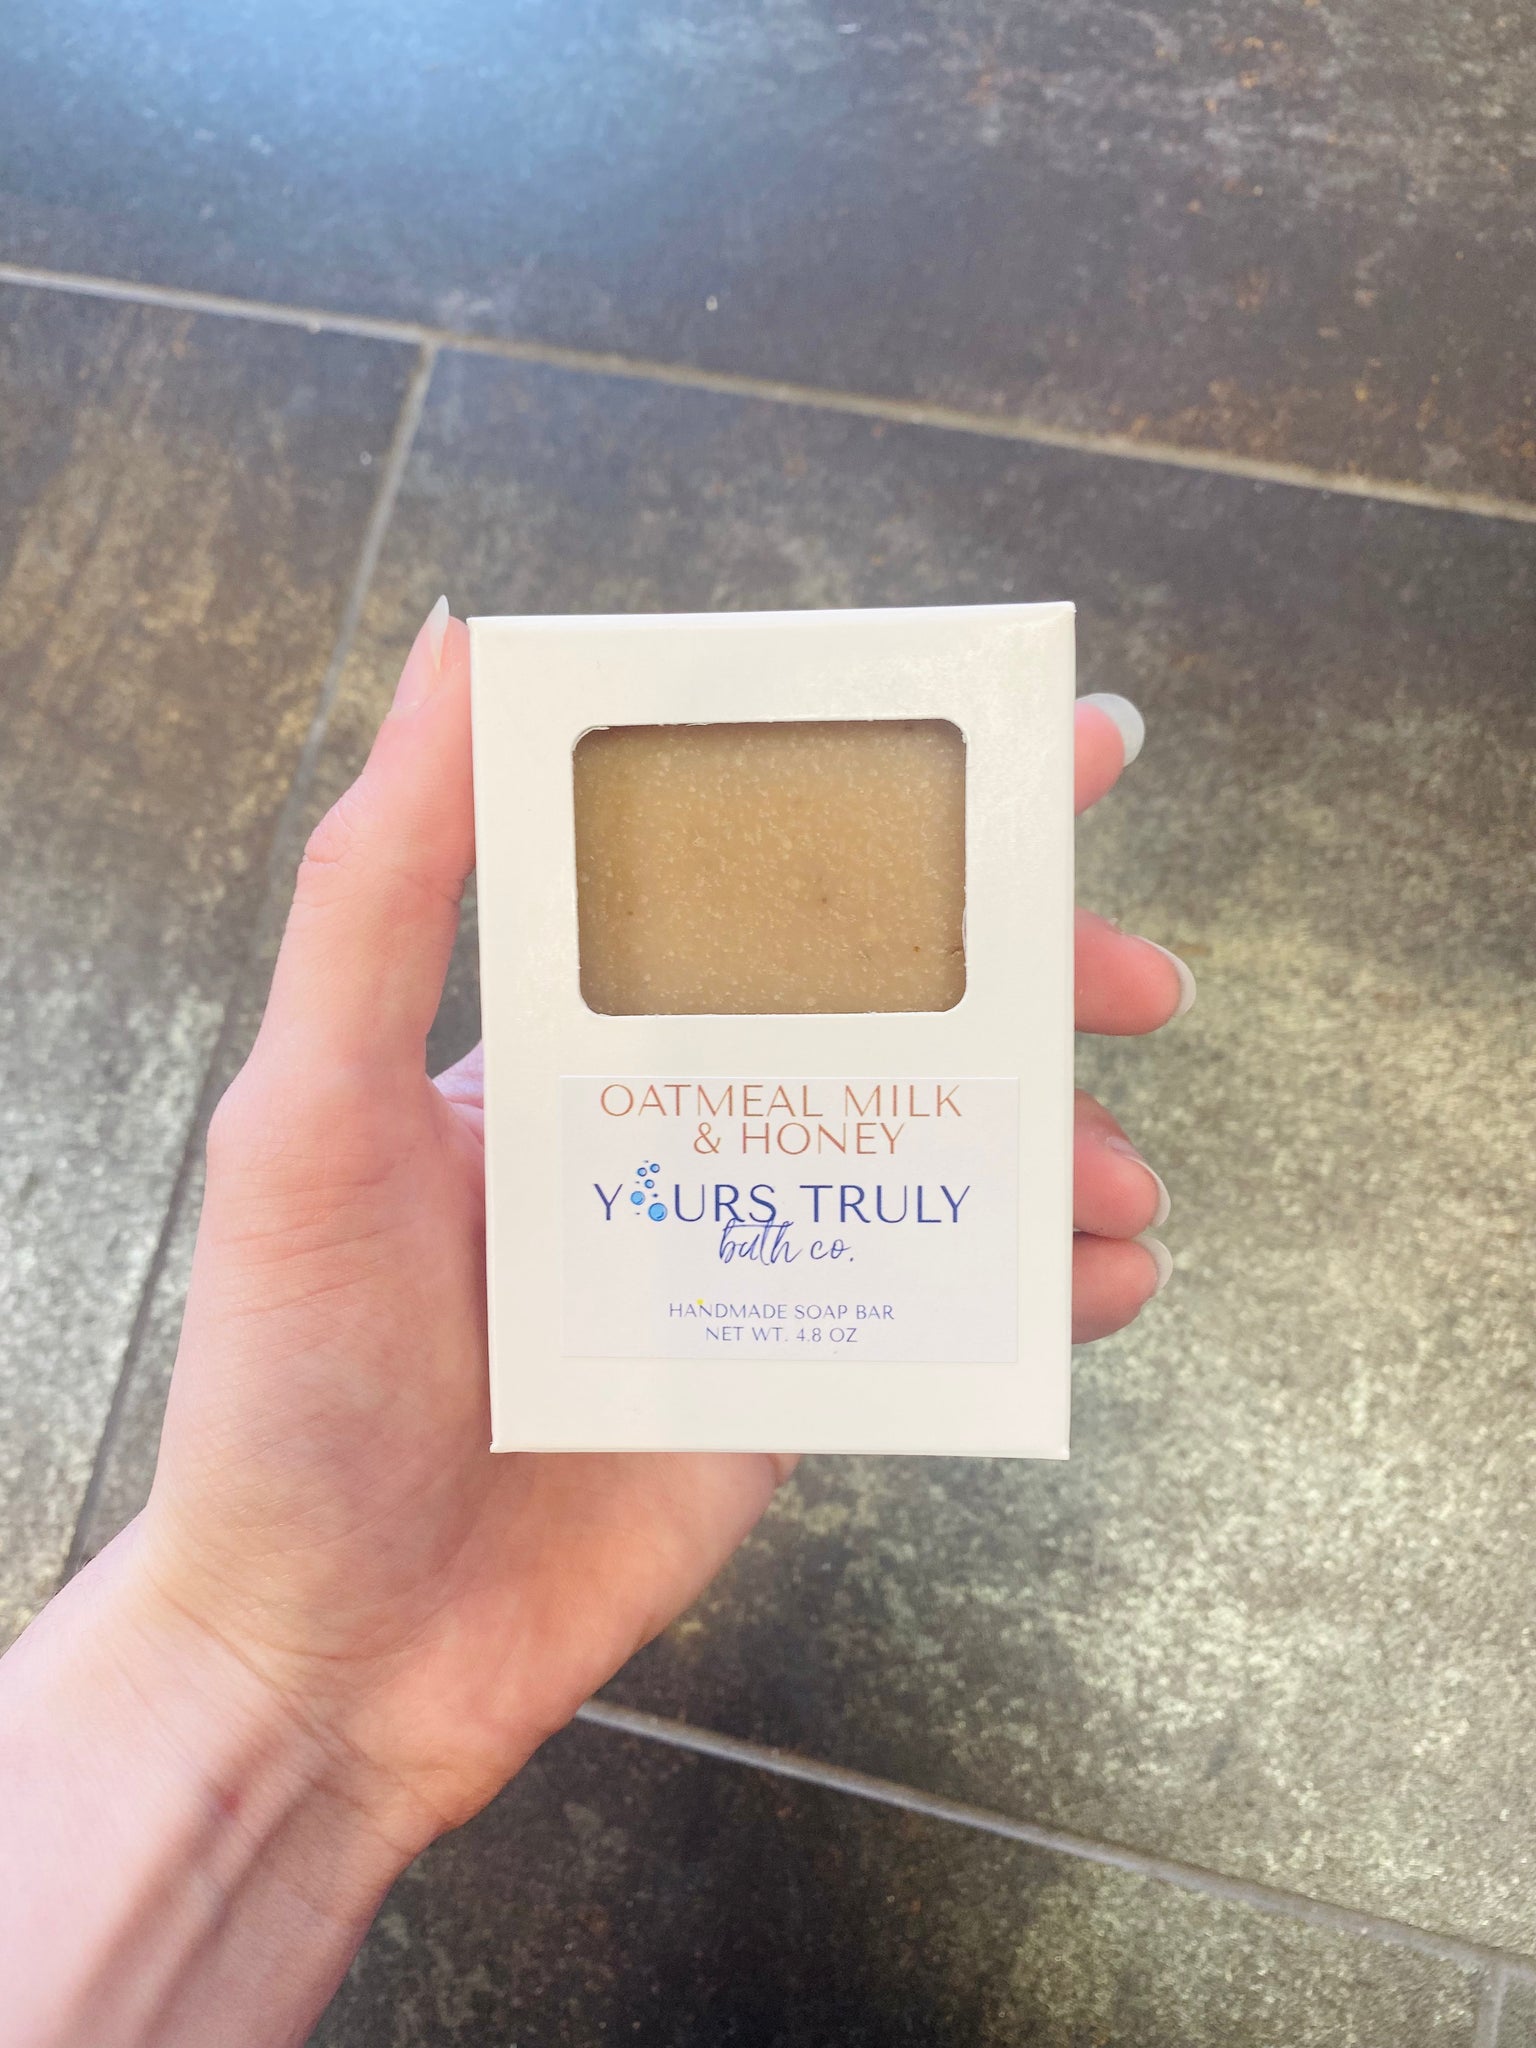 OATMEAL MILK
& HONEY
YOURS TRULY
bath co.
HANDMADE SOAP BAR
NET WT. 4.8 OZ